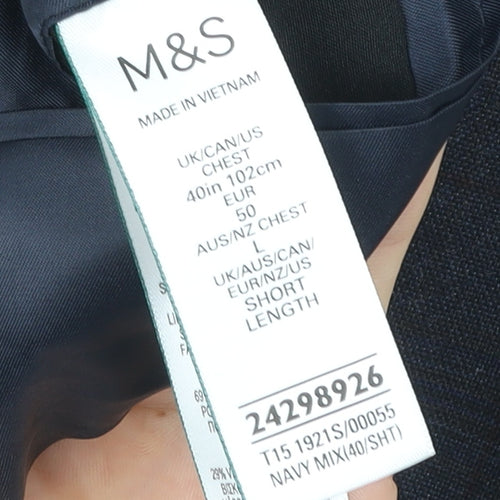 M&S
MADE IN VIETNAM
UK/CAN/US
CHEST
40in 102cm
EUR
50
AUS/NZ CHEST
L
UK/AUS/CAN/
EUR/NZ/US
SHORT
LENGTH
24298926
T15 1921S/00055
NAVY MIX(40/SHT)